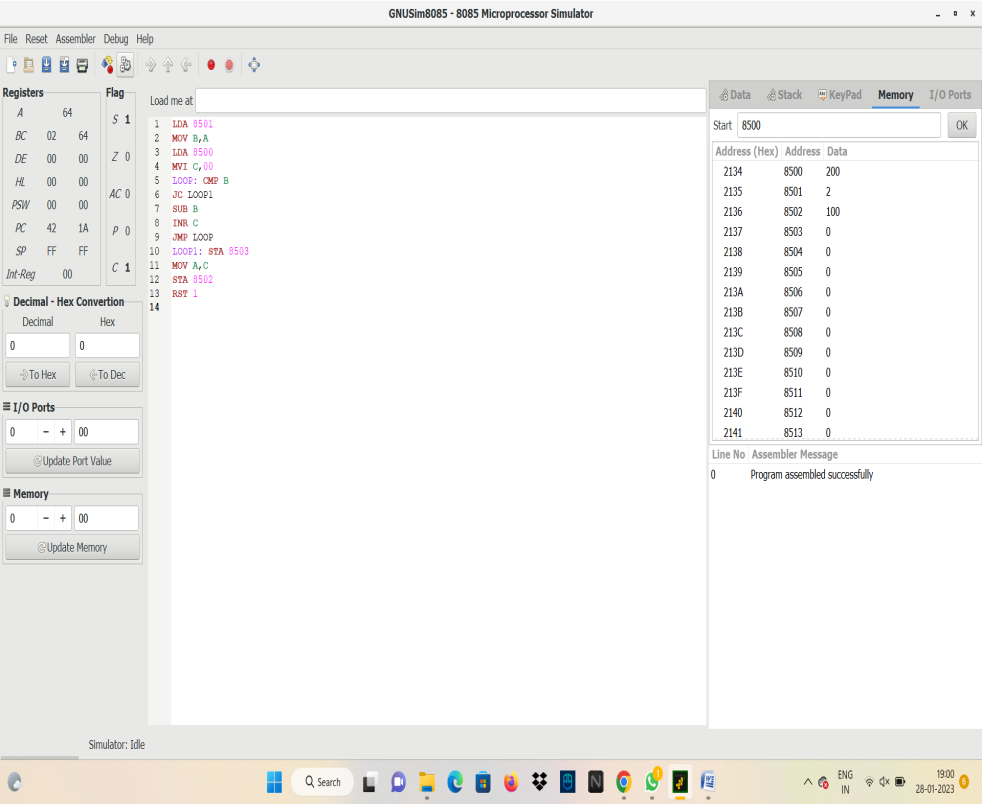 GNUSim8085 - 8085 Microprocessor Simulator
File Reset Assembler Debug Help
Registers
A 64
BC 02 64
DE 00 00
HL 00 00
PSW 00 00
PC 42 1A
SP FF FF
Int-Reg 00
Flag
S 1
Z 0
AC 0
P 0
C 1
Decimal - Hex Convertion
Decimal Hex
0 0
To Hex To Dec
I/O Ports
0 - + 00
Update Port Value
Memory
0 - + 00
Update Memory
Load me at
1 LDA 8501
2 MOV B,A
3 LDA 8500
4 MVI C,00
5 LOOP: CMP B
6 JC LOOP1
7 SUB B
8 INR C
9 JMP LOOP
10 LOOP1: STA 8503
11 MOV A,C
12 STA 8502
13 RST 1
14
Data Stack KeyPad Memory I/O Ports
Start 8500 OK
Address (Hex) Address Data
2134 8500 200
2135 8501 2
2136 8502 100
2137 8503 0
2138 8504 0
2139 8505 0
213A 8506 0
213B 8507 0
213C 8508 0
213D 8509 0
213E 8510 0
213F 8511 0
2140 8512 0
2141 8513 0
Line No Assembler Message
0 Program assembled successfully
Simulator: Idle
Search
1
ENG
IN
19:00
28-01-2023
6